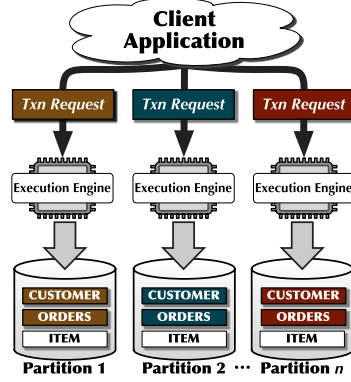 Client
Application
Txn Request Txn Request Txn Request
Execution Engine Execution Engine Execution Engine
CUSTOMER CUSTOMER CUSTOMER
ORDERS ORDERS ORDERS
ITEM ITEM ITEM
Partition 1 Partition 2 ··· Partition n